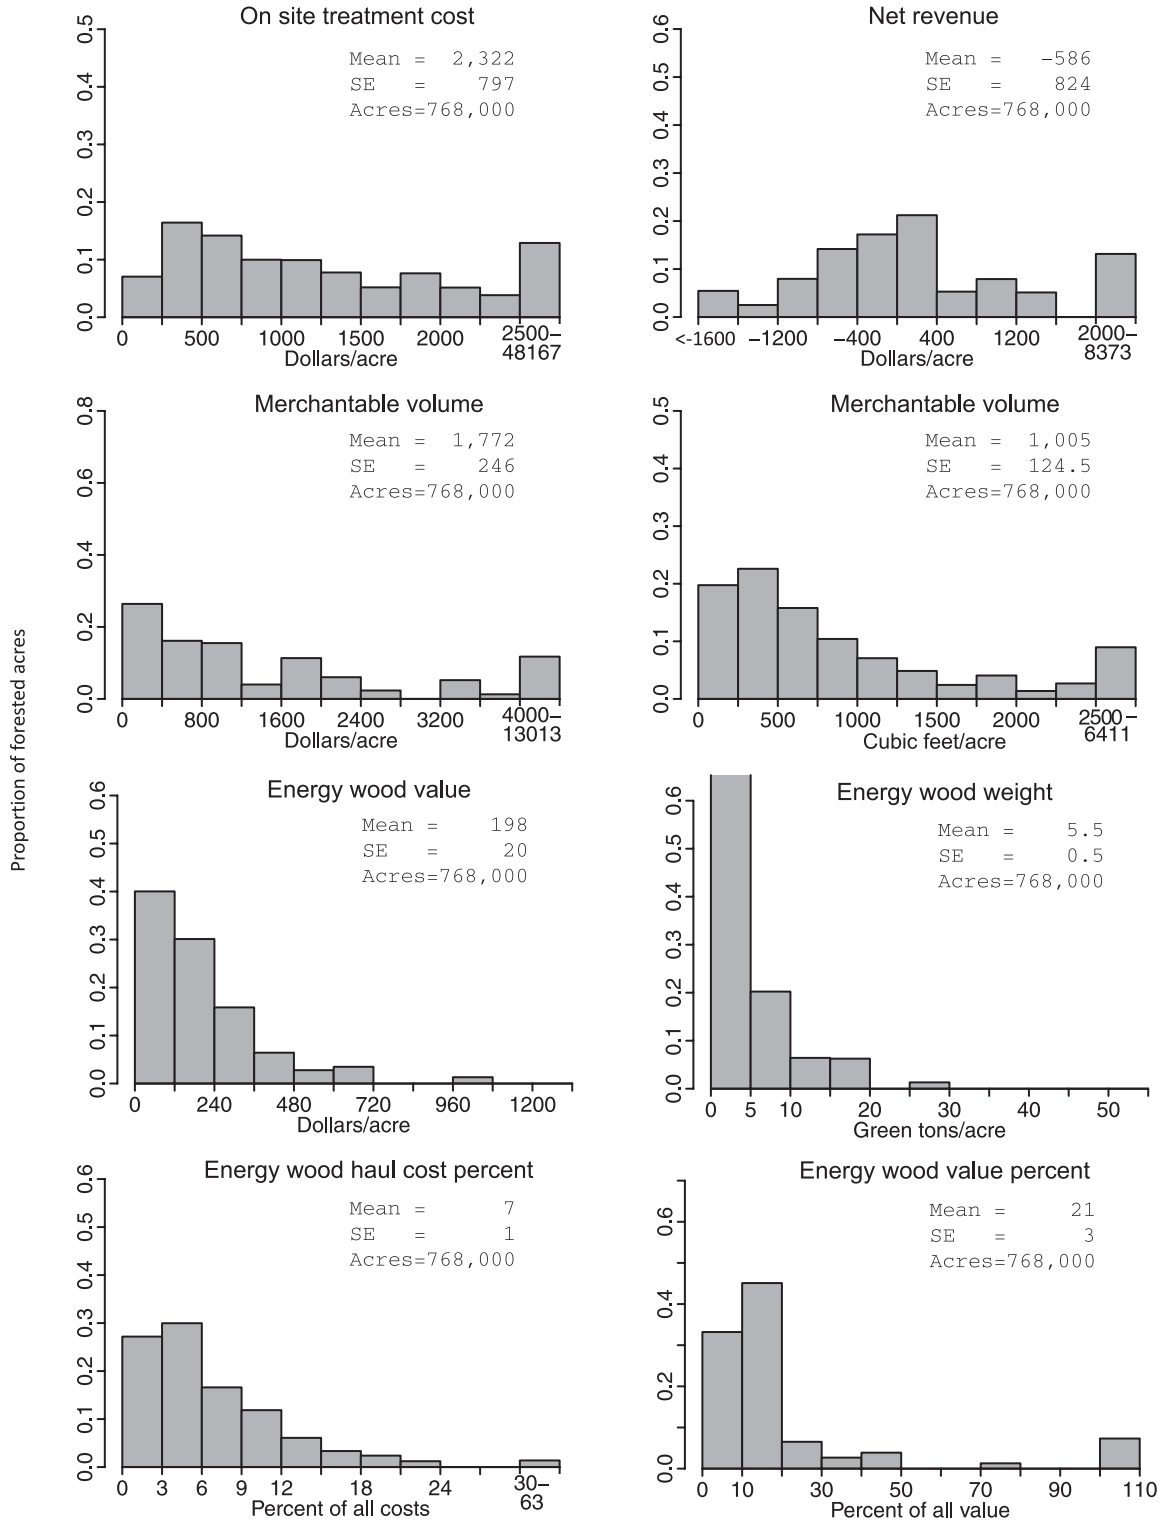 On site treatment cost
Mean = 2,322
SE = 797
Acres=768,000
0.5
0.4
0.3
0.2
0.1
0.0
0 500 1000 1500 2000 2500–
48167
Dollars/acre
Net revenue
Mean = −586
SE = 824
Acres=768,000
0.6
0.5
0.4
0.3
0.2
0.1
0.0
<-1600 −1200 −400 400 1200 2000–
8373
Dollars/acre
Merchantable volume
Mean = 1,772
SE = 246
Acres=768,000
0.8
0.6
0.4
0.2
0.0
0 800 1600 2400 3200 4000–
13013
Dollars/acre
Merchantable volume
Mean = 1,005
SE = 124.5
Acres=768,000
0.5
0.4
0.3
0.2
0.1
0.0
0 500 1000 1500 2000 2500–
6411
Cubic feet/acre
Proportion of forested acres
Energy wood value
Mean = 198
SE = 20
Acres=768,000
0.6
0.5
0.4
0.3
0.2
0.1
0.0
0 240 480 720 960 1200
Dollars/acre
Energy wood weight
Mean = 5.5
SE = 0.5
Acres=768,000
0.6
0.5
0.4
0.3
0.2
0.1
0.0
0 5 10 20 30 40 50
Green tons/acre
Energy wood haul cost percent
Mean = 7
SE = 1
Acres=768,000
0.6
0.5
0.4
0.3
0.2
0.1
0.0
0 3 6 9 12 18 24 30–
63
Percent of all costs
Energy wood value percent
Mean = 21
SE = 3
Acres=768,000
0.6
0.4
0.2
0.0
0 10 30 50 70 90 110
Percent of all value